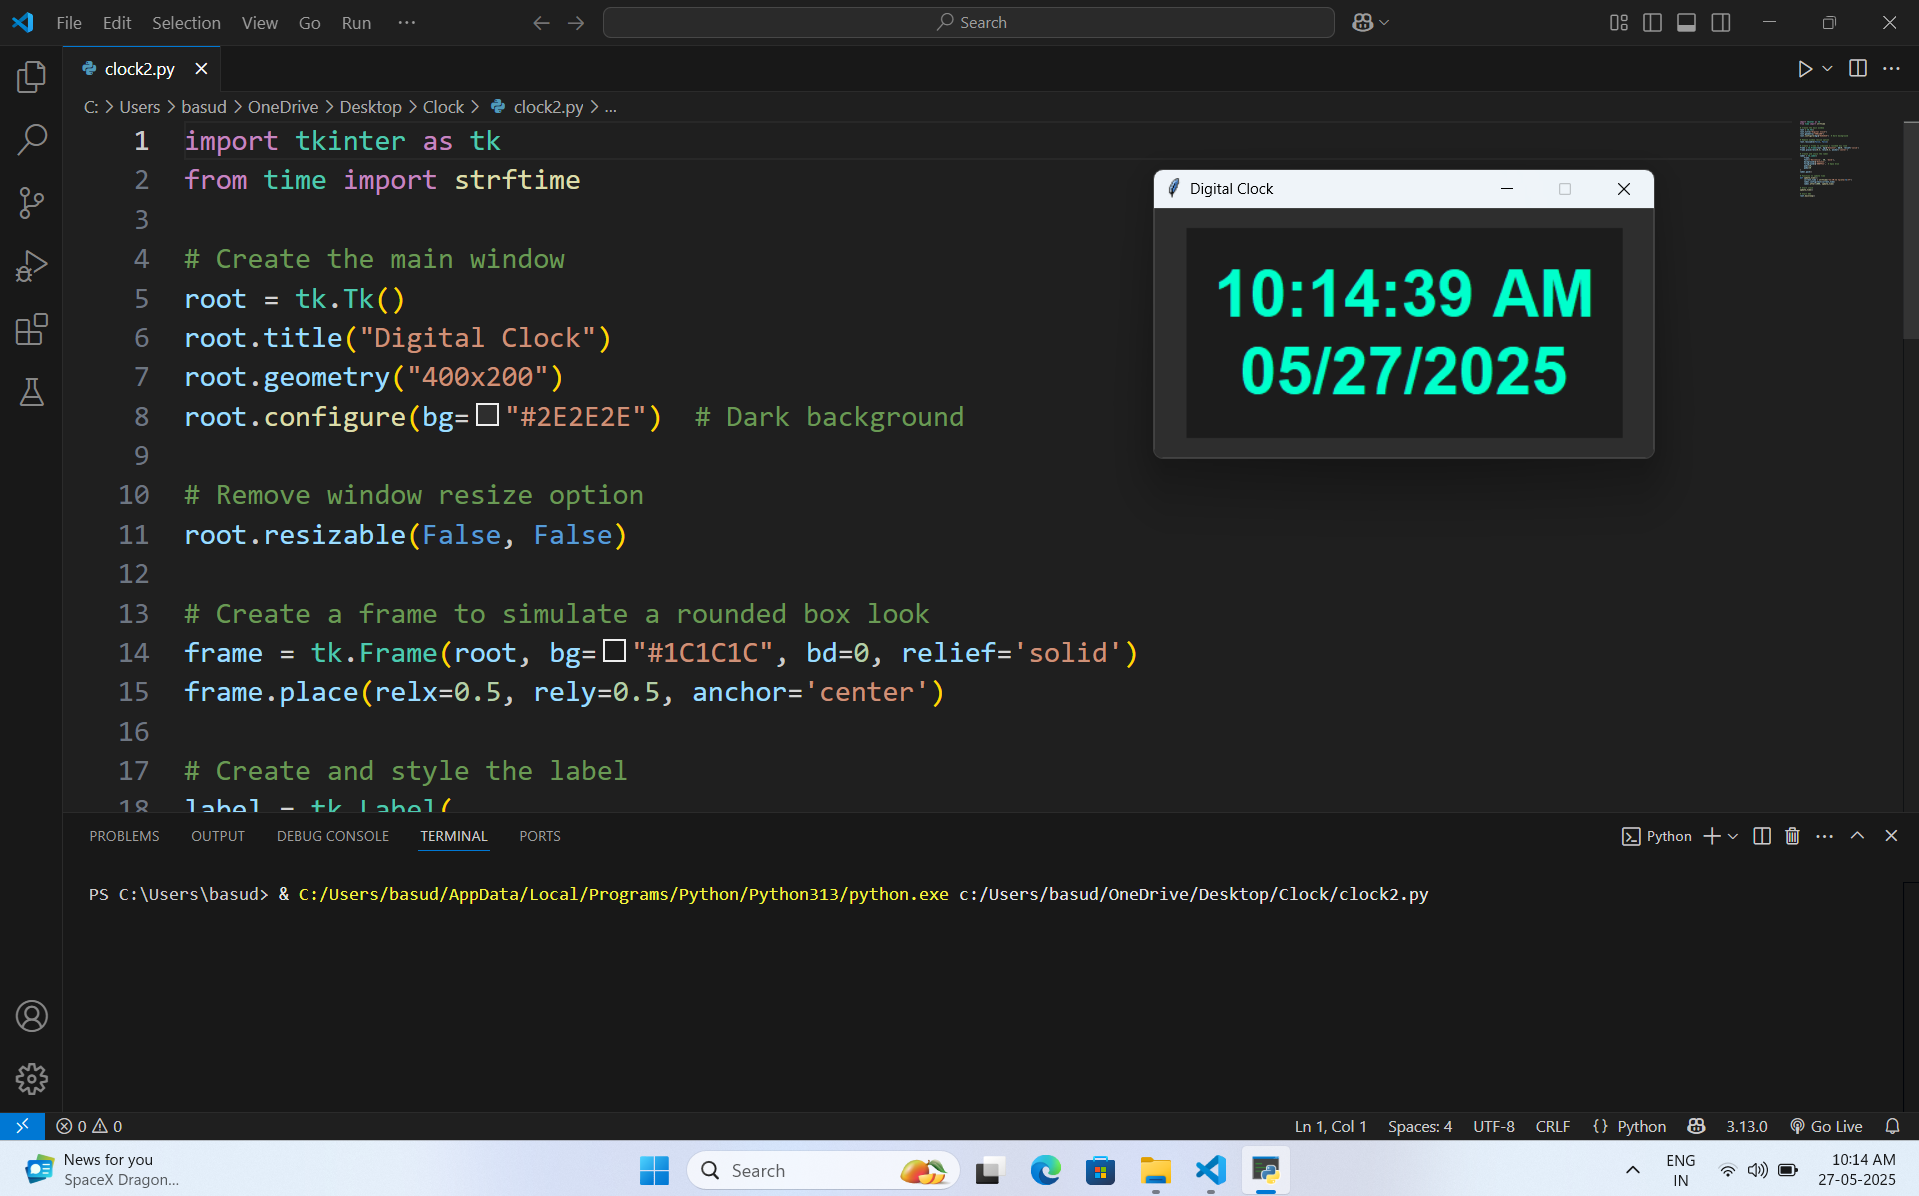 File Edit Selection View Go Run ··· Search
clock2.py
C: > Users > basud > OneDrive > Desktop > Clock > clock2.py > ...
1 import tkinter as tk
2 from time import strftime
3
4 # Create the main window
5 root = tk.Tk()
6 root.title("Digital Clock")
7 root.geometry("400x200")
8 root.configure(bg="#2E2E2E")  # Dark background
9
10 # Remove window resize option
11 root.resizable(False, False)
12
13 # Create a frame to simulate a rounded box look
14 frame = tk.Frame(root, bg="#1C1C1C", bd=0, relief='solid')
15 frame.place(relx=0.5, rely=0.5, anchor='center')
16
17 # Create and style the label
18 label = tk.Label(
Digital Clock
10:14:39 AM
05/27/2025
PROBLEMS OUTPUT DEBUG CONSOLE TERMINAL PORTS Python
PS C:\Users\basud> & C:/Users/basud/AppData/Local/Programs/Python/Python313/python.exe c:/Users/basud/OneDrive/Desktop/Clock/clock2.py
0 0 Ln 1, Col 1 Spaces: 4 UTF-8 CRLF {} Python 3.13.0 Go Live
News for you
SpaceX Dragon...
Search
ENG
IN
10:14 AM
27-05-2025